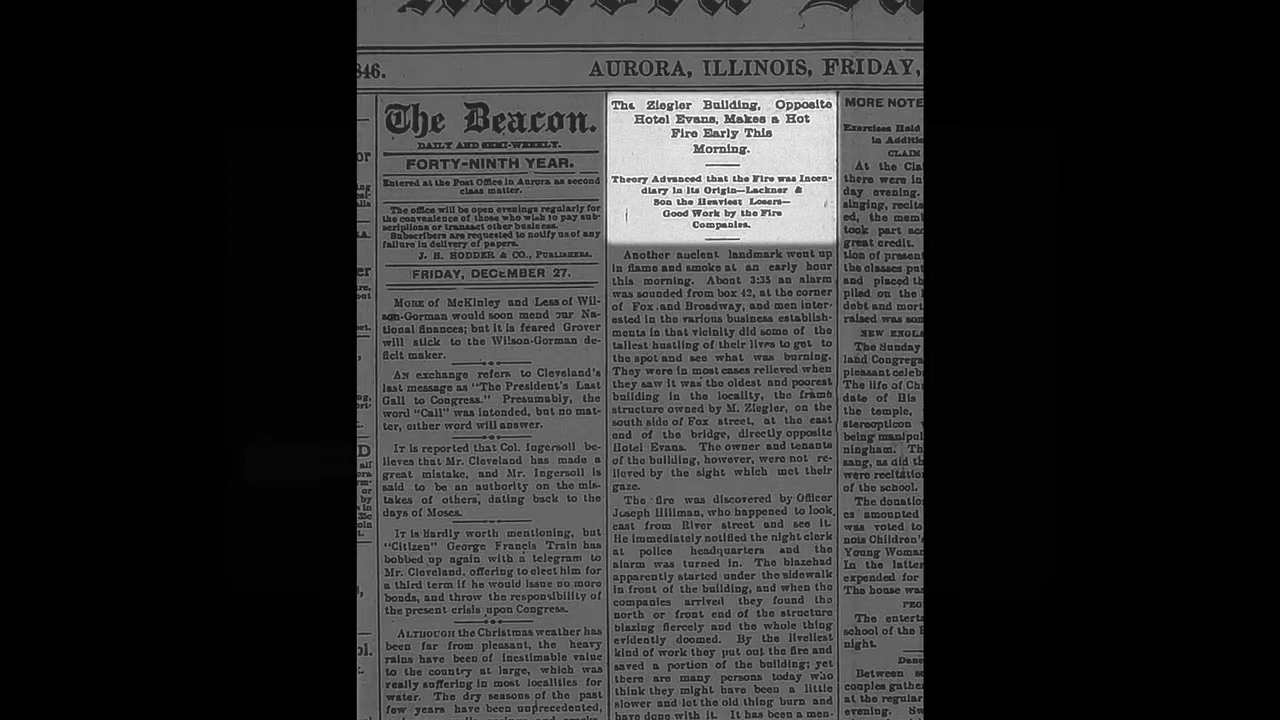 346.
AURORA, ILLINOIS, FRIDAY,
The Beacon.
DAILY AND SEMI-WEEKLY.
FORTY-NINTH YEAR.
Entered at the Post Office in Aurora as second
class matter.
The office will be open evenings regularly for
the convenience of those who wish to pay sub-
scriptions or transact other business.
Subscribers are requested to notify us of any
failure in delivery of papers.
J. H. HODDER & CO., PUBLISHERS.
FRIDAY, DECEMBER 27.
MORE of McKinley and Less of Wil-
son-Gorman would soon mend our Na-
tional finances; but it is feared Grover
will stick to the Wilson-Gorman de-
ficit maker.
AN exchange refers to Cleveland's
last message as "The President's Last
Gall to Congress." Presumably, the
word "Call" was intended, but no mat-
ter, either word will answer.
IT is reported that Col. Ingersoll be-
lieves that Mr. Cleveland has made a
great mistake, and Mr. Ingersoll is
said to be an authority on the mis-
takes of others, dating back to the
days of Moses.
IT is hardly worth mentioning, but
"Citizen" George Francis Train has
bobbed up again with a telegram to
Mr. Cleveland, offering to elect him for
a third term if he would issue no more
bonds, and throw the responsibility of
the present crisis upon Congress.
ALTHOUGH the Christmas weather has
been far from pleasant, the heavy
rains have been of inestimable value
to the country at large, which was
really suffering in most localities for
water. The dry seasons of the past
few years have been unprecedented,
The Ziegler Building, Opposite
Hotel Evans, Makes a Hot
Fire Early This
Morning.
Theory Advanced that the Fire was Incen-
diary in its Origin—Lackner &
Son the Heaviest Losers—
Good Work by the Fire
Companies.
Another ancient landmark went up
in flame and smoke at an early hour
this morning. About 3:35 an alarm
was sounded from box 42, at the corner
of Fox and Broadway, and men inter-
ested in the various business establish-
ments in that vicinity did some of the
tallest hustling of their lives to get to
the spot and see what was burning.
They were in most cases relieved when
they saw it was the oldest and poorest
building in the locality, the frame
structure owned by M. Ziegler, on the
south side of Fox street, at the east
end of the bridge, directly opposite
Hotel Evans. The owner and tenants
of the building, however, were not re-
lieved by the sight which met their
gaze.
The fire was discovered by Officer
Joseph Hillman, who happened to look
east from River street and see it.
He immediately notified the night clerk
at police headquarters and the
alarm was turned in. The blaze had
apparently started under the sidewalk
in front of the building, and when the
companies arrived they found the
north or front end of the structure
blazing fiercely and the whole thing
evidently doomed. By the liveliest
kind of work they put out the fire and
saved a portion of the building; yet
there are many persons today who
think they might have been a little
slower and let the old thing burn and
have done with it. It has been a men-
MORE NOTE
Exercises Held
in Additio
CLAIM
At the Cla
there were in
day evening.
singing, recita
ed, the mem
took part acc
great credit.
tion of present
the classes put
and placed th
piled on the
debt and mort
raised was som
NEW ENGLA
The Sunday
land Congrega
pleasant celeb
The life of Chr
date of His
the temple,
stereopticon
being manipul
ningham. Th
sang, as did th
were recitation
of the school.
The donatio
es amounted
was voted to
nois Children's
Young Woman
In the latter
expended for
The house was
PEO
The enterta
school of the
night.
Danc
Between s
couples gather
at the regular
evening. Sw